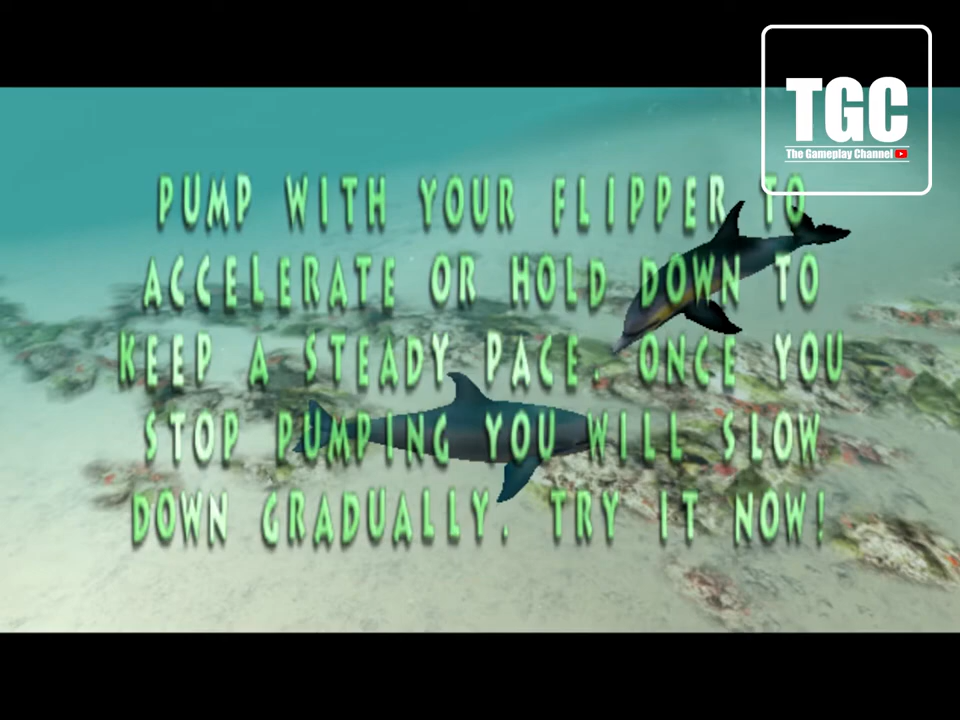 TGC
The Gameplay Channel
PUMP WITH YOUR FLIPPER TO
ACCELERATE OR HOLD DOWN TO
KEEP A STEADY PACE. ONCE YOU
STOP PUMPING YOU WILL SLOW
DOWN GRADUALLY. TRY IT NOW!